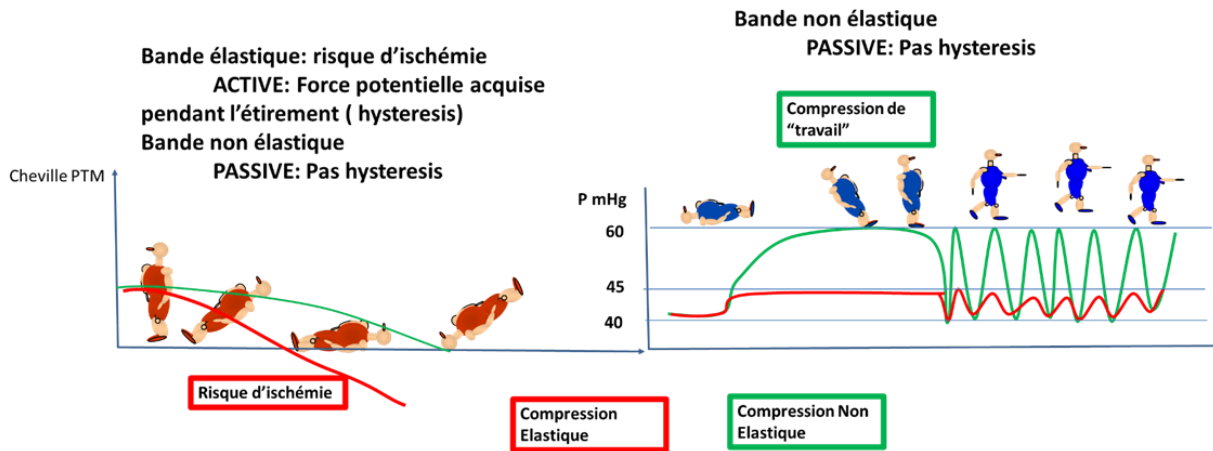 Bande élastique: risque d'ischémie
ACTIVE: Force potentielle acquise
pendant l'étirement ( hysteresis)
Bande non élastique
PASSIVE: Pas hysteresis
Cheville PTM
Risque d'ischémie
Bande non élastique
PASSIVE: Pas hysteresis
Compression de
“travail”
P mHg
60
45
40
Compression
Elastique
Compression Non
Elastique